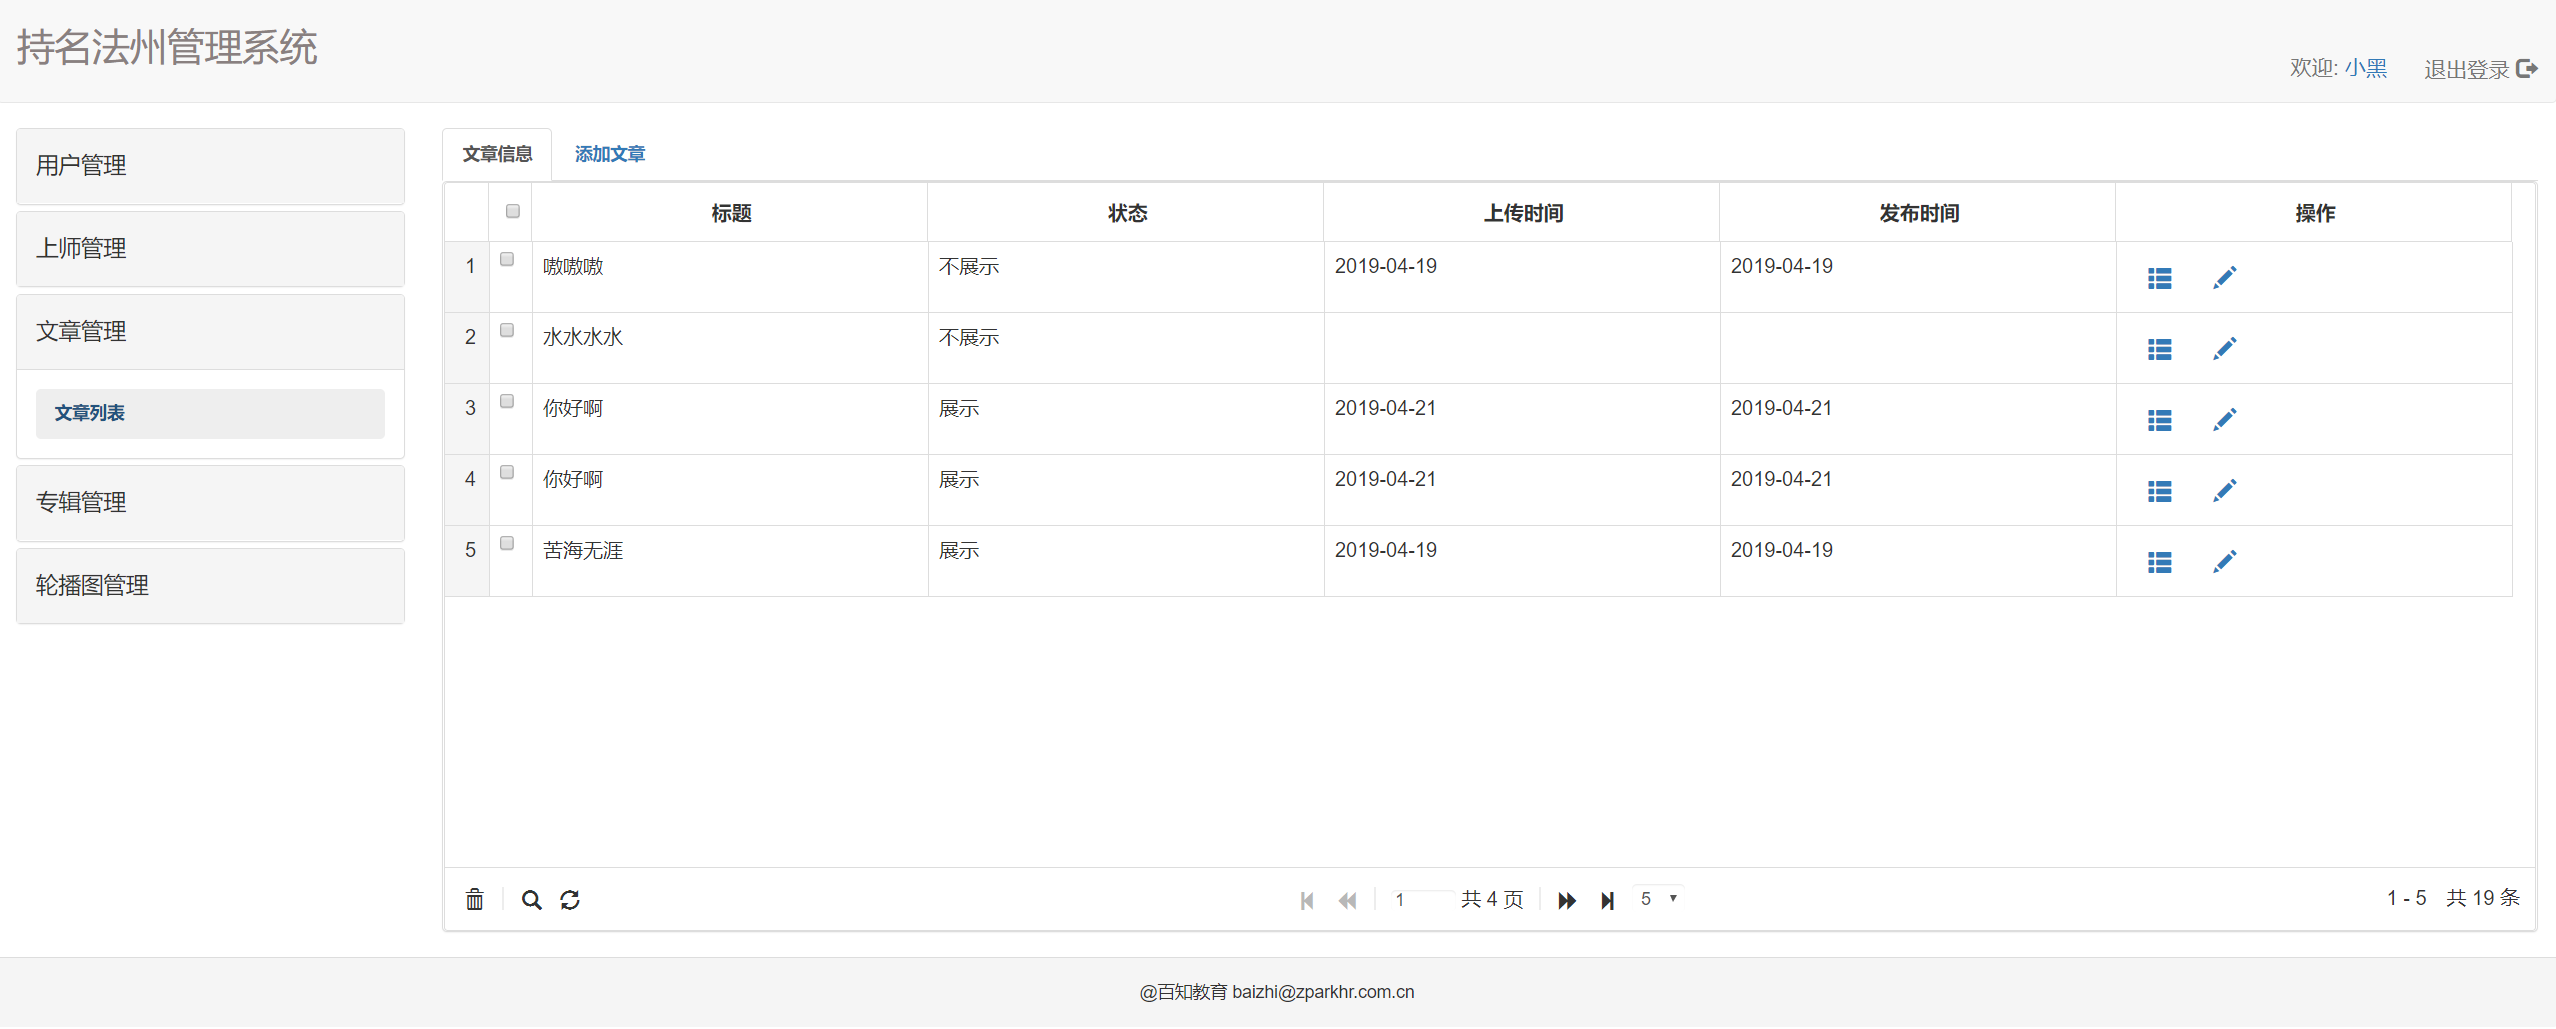 持名法州管理系统
欢迎: 小黑 退出登录
用户管理
上师管理
文章管理
文章列表
专辑管理
轮播图管理
文章信息 添加文章
标题 状态 上传时间 发布时间 操作
1 嗷嗷嗷 不展示 2019-04-19 2019-04-19
2 水水水水 不展示
3 你好啊 展示 2019-04-21 2019-04-21
4 你好啊 展示 2019-04-21 2019-04-21
5 苦海无涯 展示 2019-04-19 2019-04-19
1 共 4 页 5 1 - 5 共 19 条
@百知教育 baizhi@zparkhr.com.cn